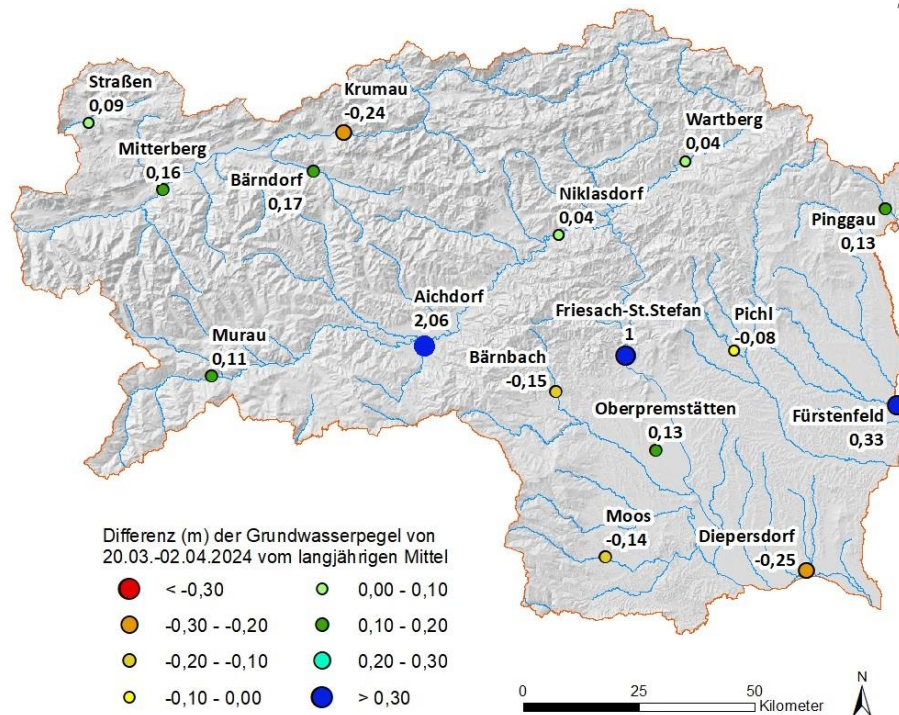 Straßen
0,09
Krumau
-0,24
Mitterberg
0,16
Bärndorf
0,17
Wartberg
0,04
Niklasdorf
0,04
Pinggau
0,13
Aichdorf
2,06
Friesach-St.Stefan
1
Pichl
-0,08
Murau
0,11
Bärnbach
-0,15
Oberpremstätten
0,13
Fürstenfeld
0,33
Moos
-0,14
Diepersdorf
-0,25
Differenz (m) der Grundwasserpegel von
20.03.-02.04.2024 vom langjährigen Mittel
< -0,30
-0,30 - -0,20
-0,20 - -0,10
-0,10 - 0,00
0,00 - 0,10
0,10 - 0,20
0,20 - 0,30
> 0,30
0 25 50
Kilometer
N